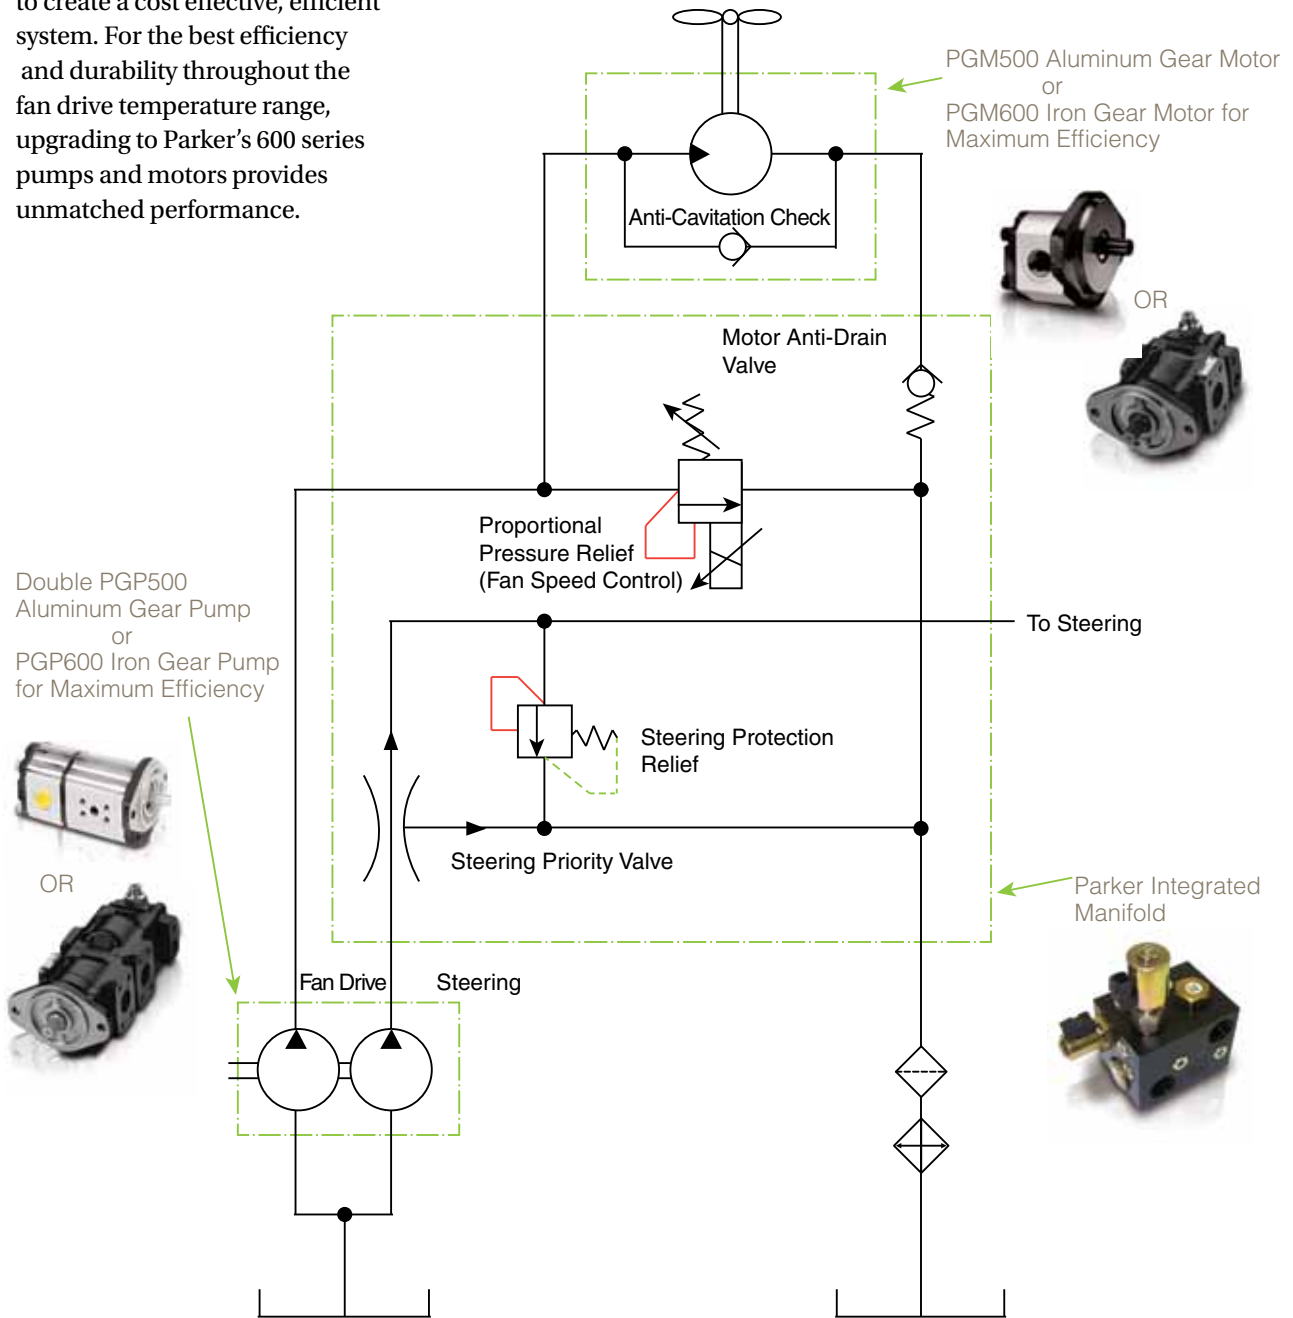 to create a cost effective, efficient
system. For the best efficiency
and durability throughout the
fan drive temperature range,
upgrading to Parker's 600 series
pumps and motors provides
unmatched performance.
PGM500 Aluminum Gear Motor
or
PGM600 Iron Gear Motor for
Maximum Efficiency
Anti-Cavitation Check
OR
Motor Anti-Drain
Valve
Proportional
Pressure Relief
(Fan Speed Control)
Double PGP500
Aluminum Gear Pump
or
PGP600 Iron Gear Pump
for Maximum Efficiency
To Steering
Steering Protection
Relief
Steering Priority Valve
OR
Parker Integrated
Manifold
Fan Drive
Steering